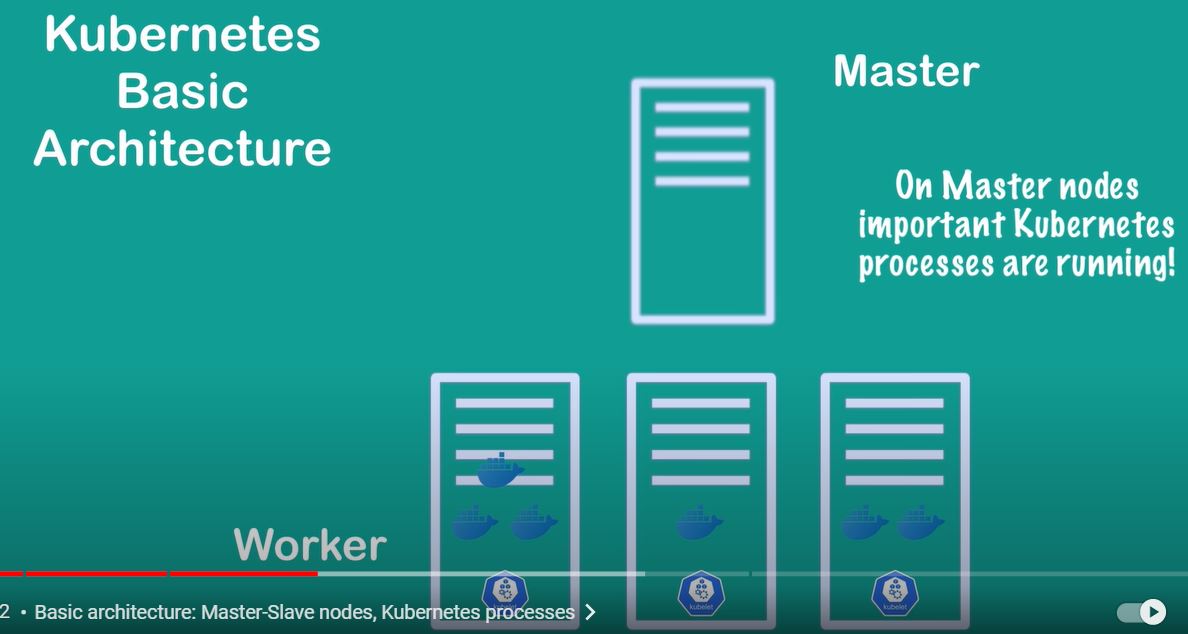 Kubernetes
Basic
Architecture
Master
On Master nodes
important Kubernetes
processes are running!
Worker
kubelet
kubelet
kubelet
2 • Basic architecture: Master-Slave nodes, Kubernetes processes